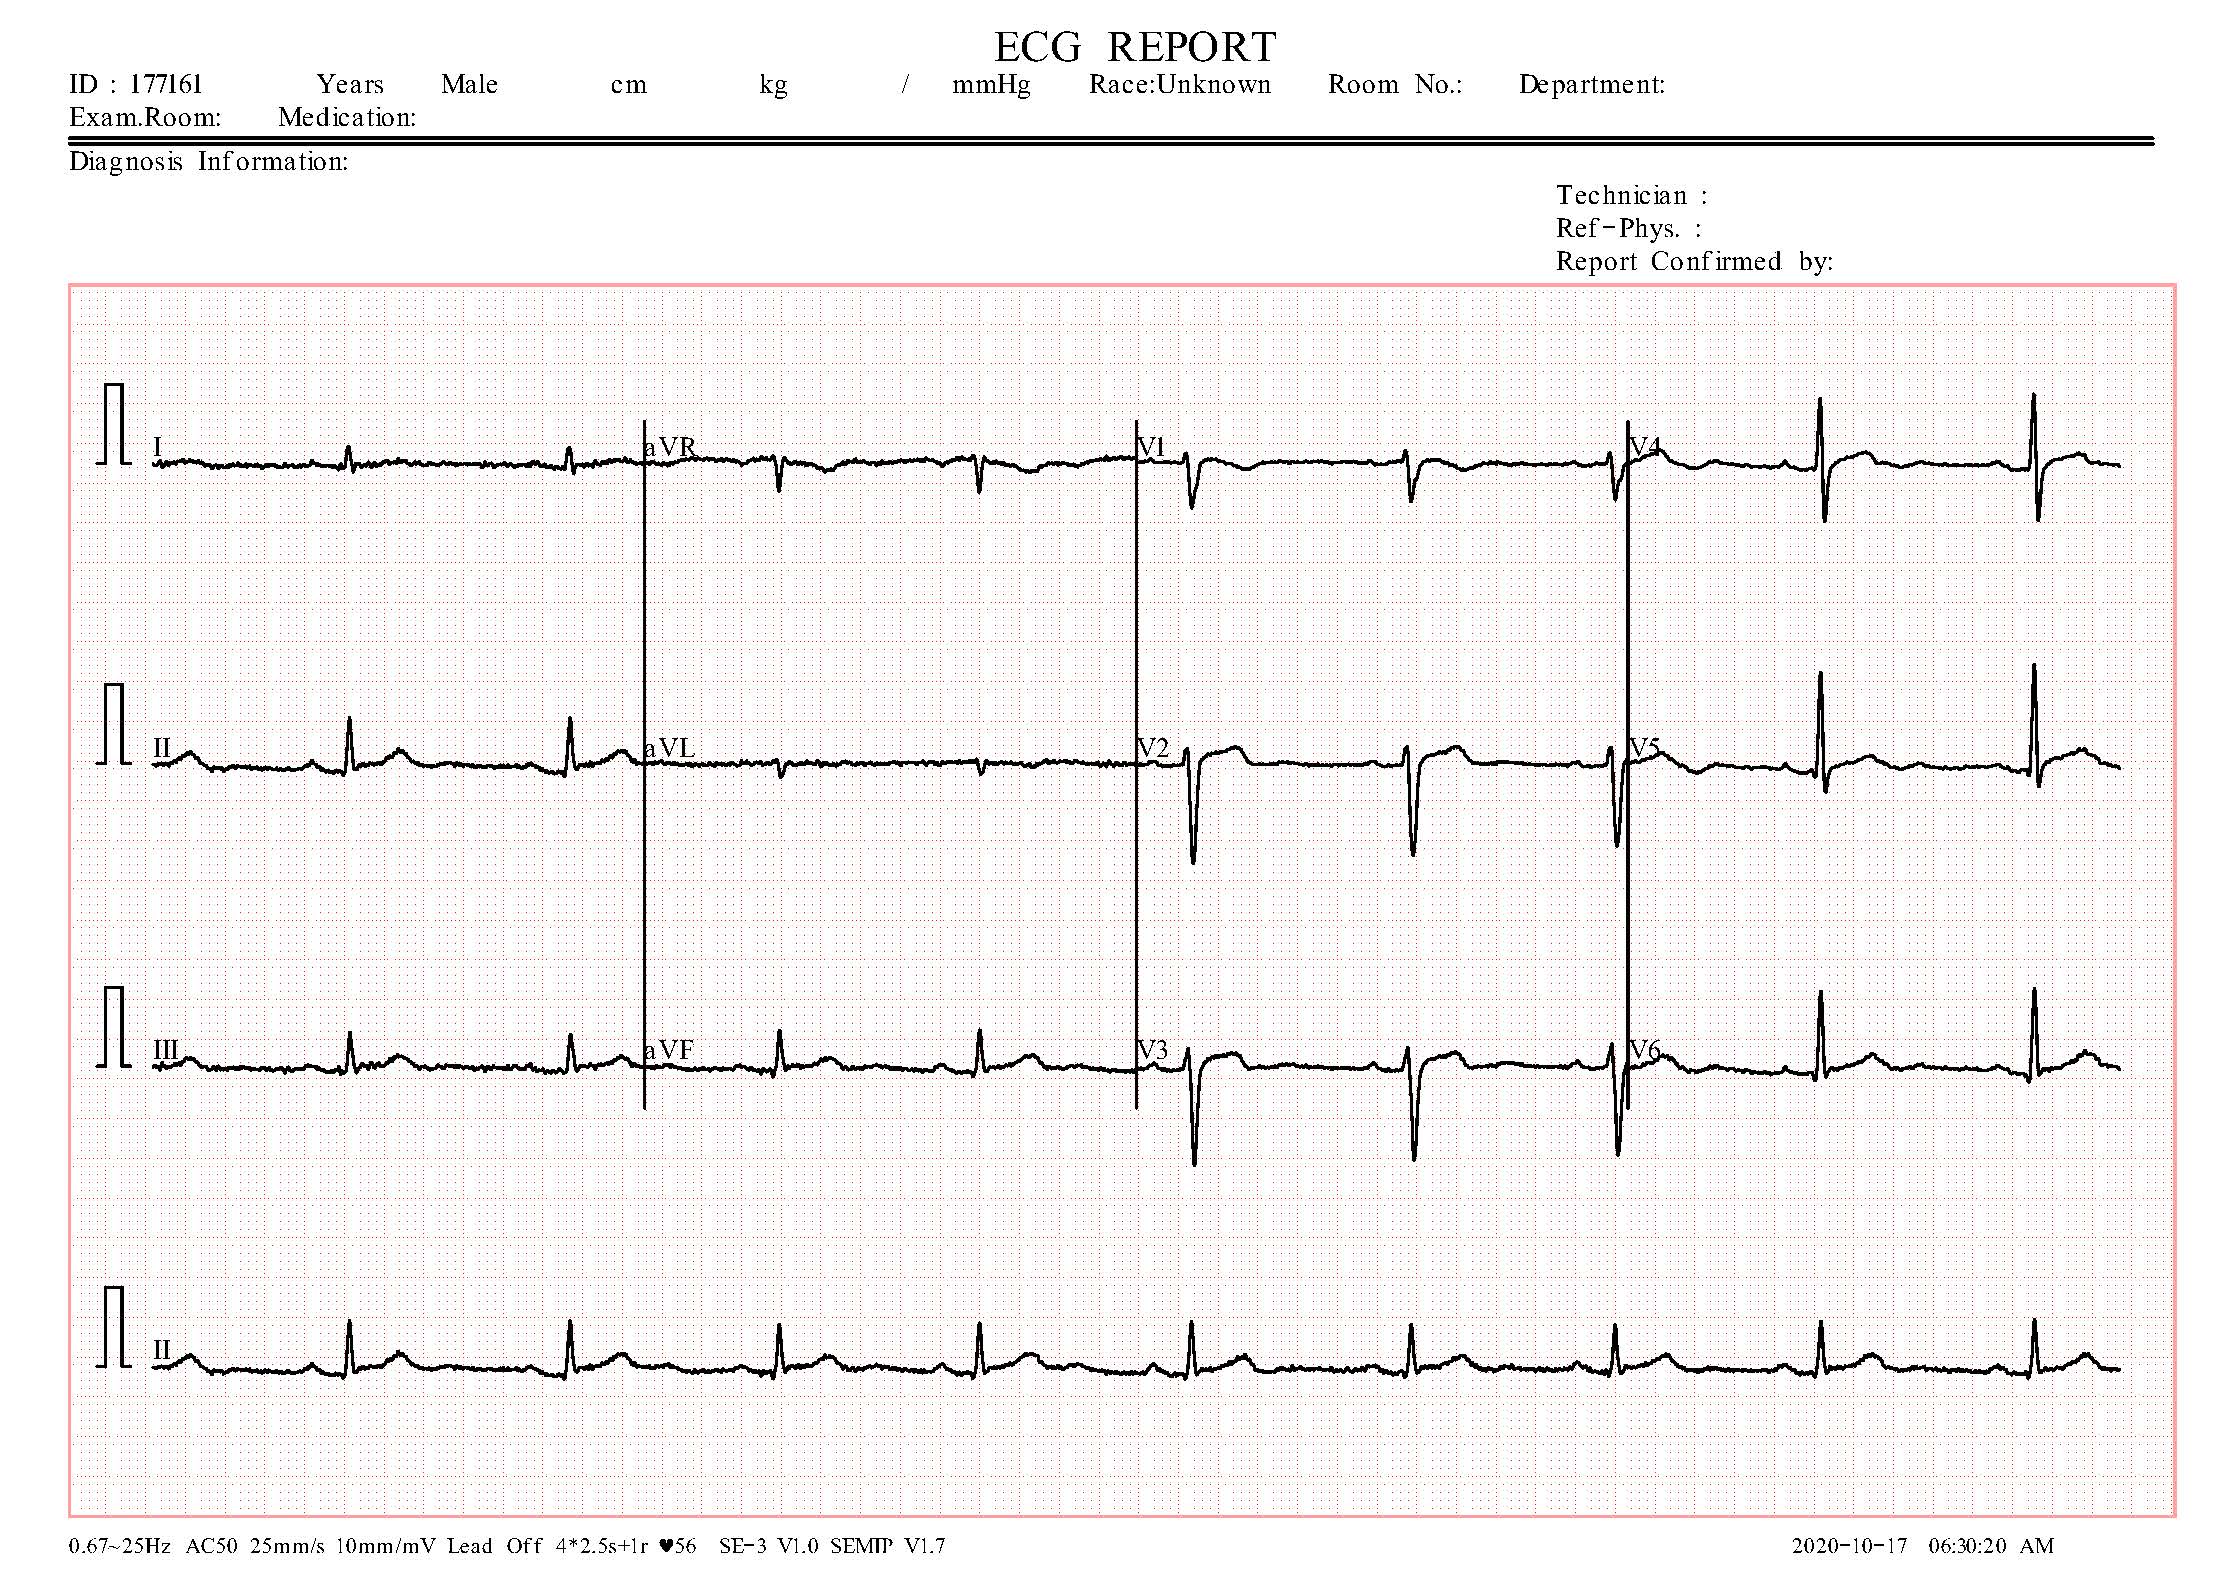 ECG REPORT
ID : 177161 Years Male cm kg / mmHg Race:Unknown Room No.: Department:
Exam.Room: Medication:
Diagnosis Information:
Technician :
Ref-Phys. :
Report Confirmed by:
I aVR V1 V4
II aVL V2 V5
III aVF V3 V6
II
0.67~25Hz AC50 25mm/s 10mm/mV Lead Off 4*2.5s+1r ♥56 SE-3 V1.0 SEMIP V1.7 2020-10-17 06:30:20 AM